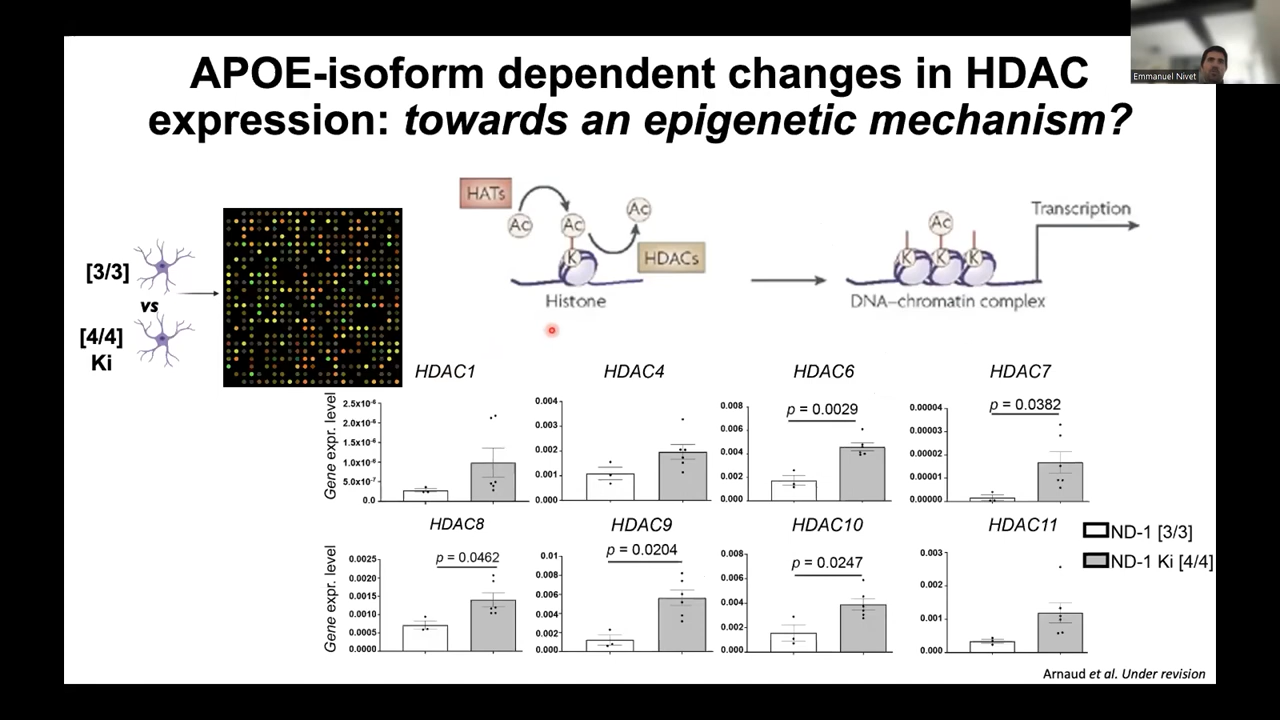 Emmanuel Nivet
APOE-isoform dependent changes in HDAC
expression: towards an epigenetic mechanism?
[3/3]
vs
[4/4]
Ki
HATs
Ac
Ac
Ac
K
HDACs
Histone
Ac
K
K
K
Transcription
DNA–chromatin complex
HDAC1
Gene expr. level
2.5x10-6
2.0x10-6
1.5x10-6
1.0x10-6
5.0x10-7
0.0
HDAC4
0.004
0.003
0.002
0.001
0.000
HDAC6
p = 0.0029
0.008
0.006
0.004
0.002
0.000
HDAC7
p = 0.0382
0.00004
0.00003
0.00002
0.00001
0.00000
HDAC8
Gene expr. level
p = 0.0462
0.0025
0.0020
0.0015
0.0010
0.0005
0.0000
HDAC9
p = 0.0204
0.01
0.008
0.006
0.004
0.002
0.000
HDAC10
p = 0.0247
0.008
0.006
0.004
0.002
0.000
HDAC11
0.003
0.002
0.001
0.000
ND-1 [3/3]
ND-1 Ki [4/4]
Arnaud et al. Under revision